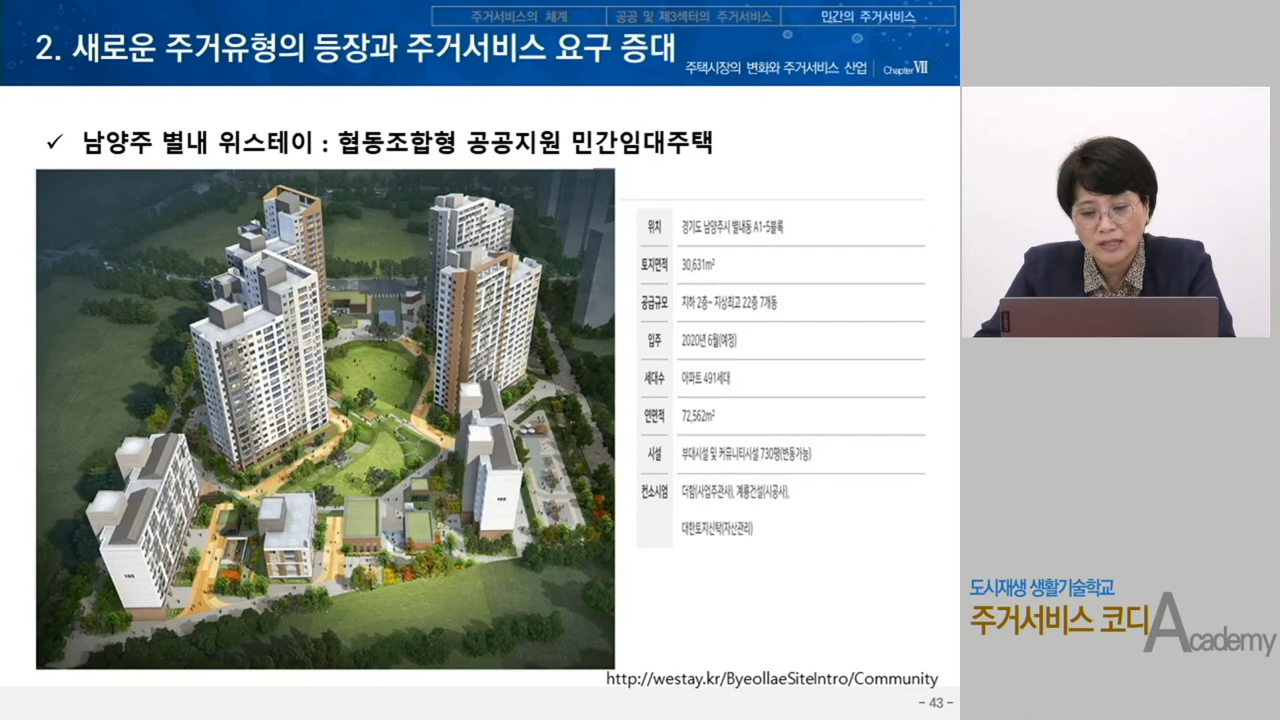 주거서비스의 체계
공공 및 제3섹터의 주거서비스
민간의 주거서비스
2. 새로운 주거유형의 등장과 주거서비스 요구 증대
주택시장의 변화와 주거서비스 산업 Chapter Ⅶ
✓ 남양주 별내 위스테이 : 협동조합형 공공지원 민간임대주택
위치 경기도 남양주시 별내동 A1-5블록
토지면적 30,631m²
공급규모 지하 2층~ 지상최고 22층 7개동
입주 2020년 6월(예정)
세대수 아파트 491세대
연면적 72,562m²
시설 부대시설 및 커뮤니티시설 730평(변동가능)
컨소시엄 더함(사업주관사), 계룡건설(시공사),
대한토지신탁(자산관리)
http://westay.kr/ByeollaeSiteIntro/Community
- 43 -
도시재생 생활기술학교
주거서비스 코디 Academy